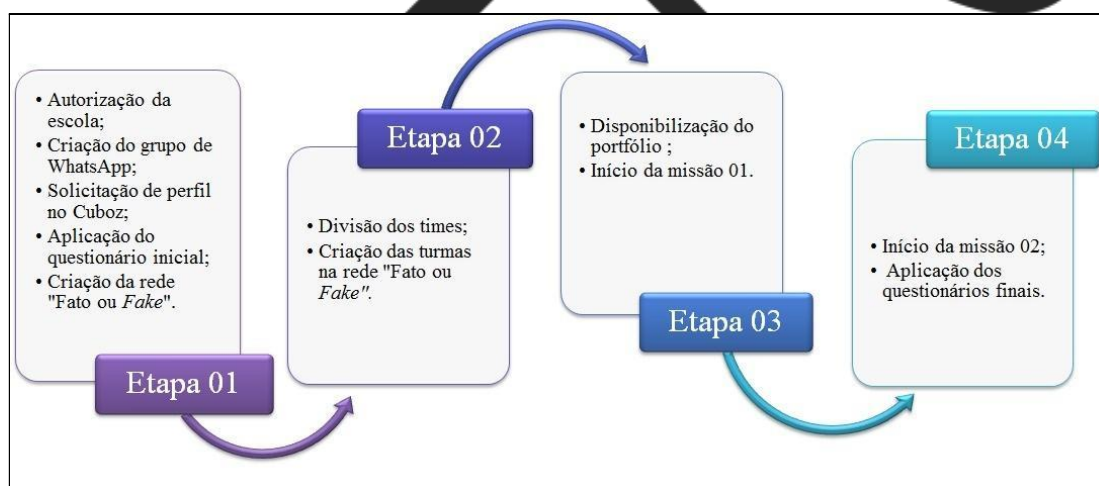 • Autorização da
escola;
• Criação do grupo de
WhatsApp;
• Solicitação de perfil
no Cuboz;
• Aplicação do
questionário inicial;
• Criação da rede
"Fato ou Fake".
Etapa 01
Etapa 02
• Divisão dos times;
• Criação das turmas
na rede "Fato ou
Fake".
• Disponibilização do
portfólio ;
• Início da missão 01.
Etapa 03
Etapa 04
• Início da missão 02;
• Aplicação dos
questionários finais.